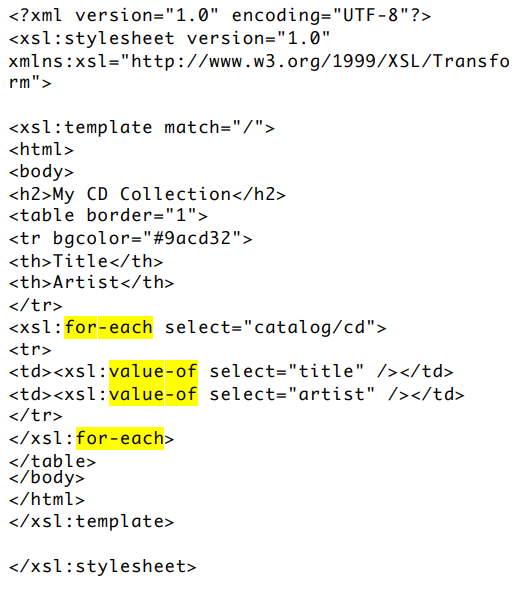 <?xml version="1.0" encoding="UTF-8"?>
<xsl:stylesheet version="1.0"
xmlns:xsl="http://www.w3.org/1999/XSL/Transfo
rm">
<xsl:template match="/">
<html>
<body>
<h2>My CD Collection</h2>
<table border="1">
<tr bgcolor="#9acd32">
<th>Title</th>
<th>Artist</th>
</tr>
<xsl:for-each select="catalog/cd">
<tr>
<td><xsl:value-of select="title" /></td>
<td><xsl:value-of select="artist" /></td>
</tr>
</xsl:for-each>
</table>
</body>
</html>
</xsl:template>
</xsl:stylesheet>